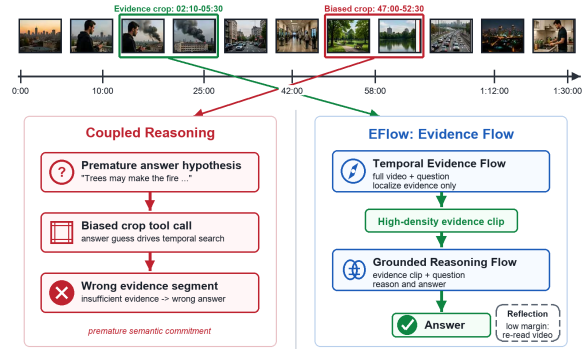 Evidence crop: 02:10-05:30
Biased crop: 47:00-52:30
0:00
10:00
25:00
42:00
58:00
1:12:00
1:30:00
Coupled Reasoning
?
Premature answer hypothesis
"Trees may make the fire ..."
Biased crop tool call
answer guess drives temporal search
Wrong evidence segment
insufficient evidence -> wrong answer
premature semantic commitment
EFlow: Evidence Flow
Temporal Evidence Flow
full video + question
localize evidence only
High-density evidence clip
Grounded Reasoning Flow
evidence clip + question
reason and answer
Answer
Reflection
low margin:
re-read video